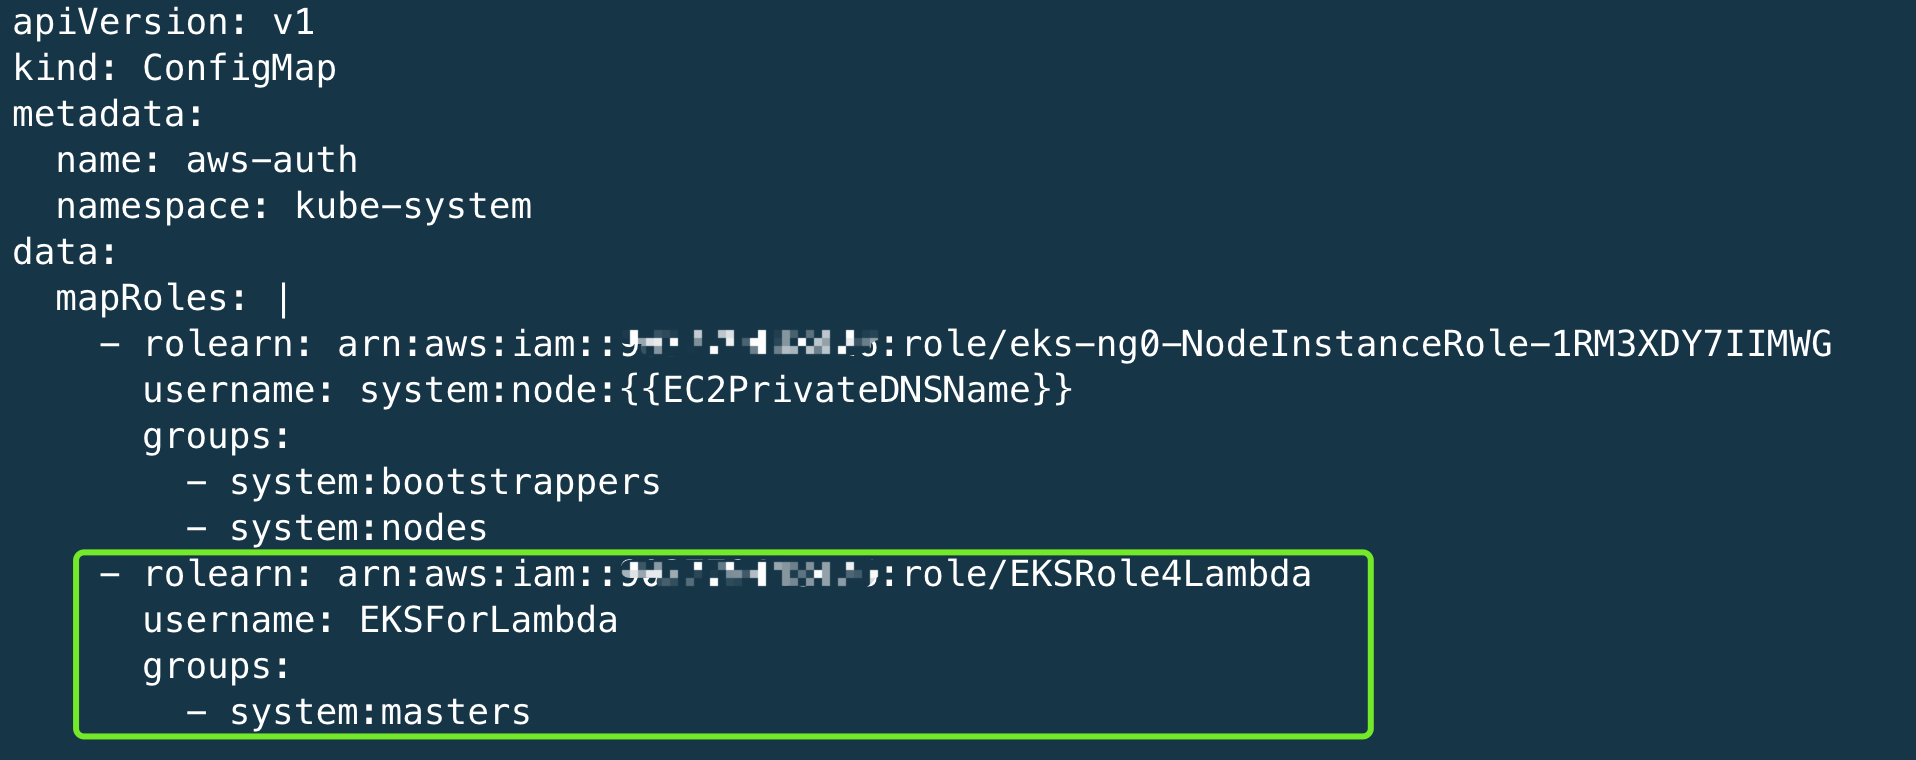 apiVersion: v1
kind: ConfigMap
metadata:
  name: aws-auth
  namespace: kube-system
data:
  mapRoles: |
    - rolearn: arn:aws:iam:::role/eks-ng0-NodeInstanceRole-1RM3XDY7IIMWG
      username: system:node:{{EC2PrivateDNSName}}
      groups:
        - system:bootstrappers
        - system:nodes
    - rolearn: arn:aws:iam:::role/EKSRole4Lambda
      username: EKSForLambda
      groups:
        - system:masters